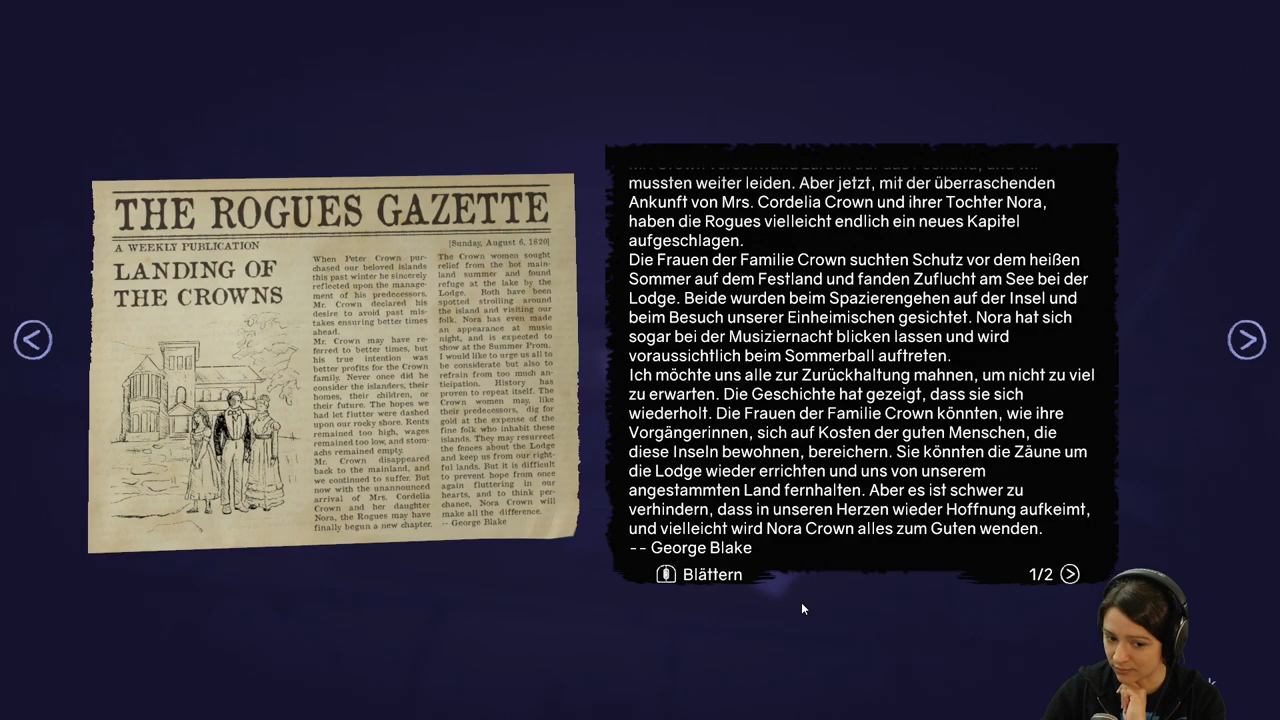 THE ROGUES GAZETTE
A WEEKLY PUBLICATION
[Sunday, August 6, 1820]
LANDING OF
THE CROWNS
When Peter Crown pur-
chased our beloved islands
this past winter he sincerely
reflected upon the manage-
ment of his predecessors.
Mr. Crown declared his
desire to avoid past mis-
takes ensuring better times
ahead.
Mr. Crown may have re-
ferred to better times, but
his true intention was
better profits for the Crown
family. Never once did he
consider the islanders, their
homes, their children, or
their future. The hopes we
had let flutter were dashed
upon our rocky shore. Rents
remained too high, wages
remained too low, and stom-
achs remained empty.
Mr. Crown disappeared
back to the mainland, and
we continued to suffer. But
now with the unannounced
arrival of Mrs. Cordelia
Crown and her daughter
Nora, the Rogues may have
finally begun a new chapter.
The Crown women sought
relief from the hot main-
land summer and found
refuge at the lake by the
Lodge. Both have been
spotted strolling around
the island and visiting our
folk. Nora has even made
an appearance at music
night, and is expected to
show at the Summer Prom.
I would like to urge us all to
be considerate but also to
refrain from too much an-
ticipation. History has
proven to repeat itself. The
Crown women may, like
their predecessors, dig for
gold at the expense of the
fine folk who inhabit these
islands. They may resurrect
the fences about the Lodge
and keep us from our right-
ful lands. But it is difficult
to prevent hope from once
again fluttering in our
hearts, and to think per-
chance, Nora Crown will
make all the difference.
-- George Blake
mussten weiter leiden. Aber jetzt, mit der überraschenden
Ankunft von Mrs. Cordelia Crown und ihrer Tochter Nora,
haben die Rogues vielleicht endlich ein neues Kapitel
aufgeschlagen.
Die Frauen der Familie Crown suchten Schutz vor dem heißen
Sommer auf dem Festland und fanden Zuflucht am See bei der
Lodge. Beide wurden beim Spazierengehen auf der Insel und
beim Besuch unserer Einheimischen gesichtet. Nora hat sich
sogar bei der Musiziernacht blicken lassen und wird
voraussichtlich beim Sommerball auftreten.
Ich möchte uns alle zur Zurückhaltung mahnen, um nicht zu viel
zu erwarten. Die Geschichte hat gezeigt, dass sie sich
wiederholt. Die Frauen der Familie Crown könnten, wie ihre
Vorgängerinnen, sich auf Kosten der guten Menschen, die
diese Inseln bewohnen, bereichern. Sie könnten die Zäune um
die Lodge wieder errichten und uns von unserem
angestammten Land fernhalten. Aber es ist schwer zu
verhindern, dass in unseren Herzen wieder Hoffnung aufkeimt,
und vielleicht wird Nora Crown alles zum Guten wenden.
-- George Blake
Blättern
1/2